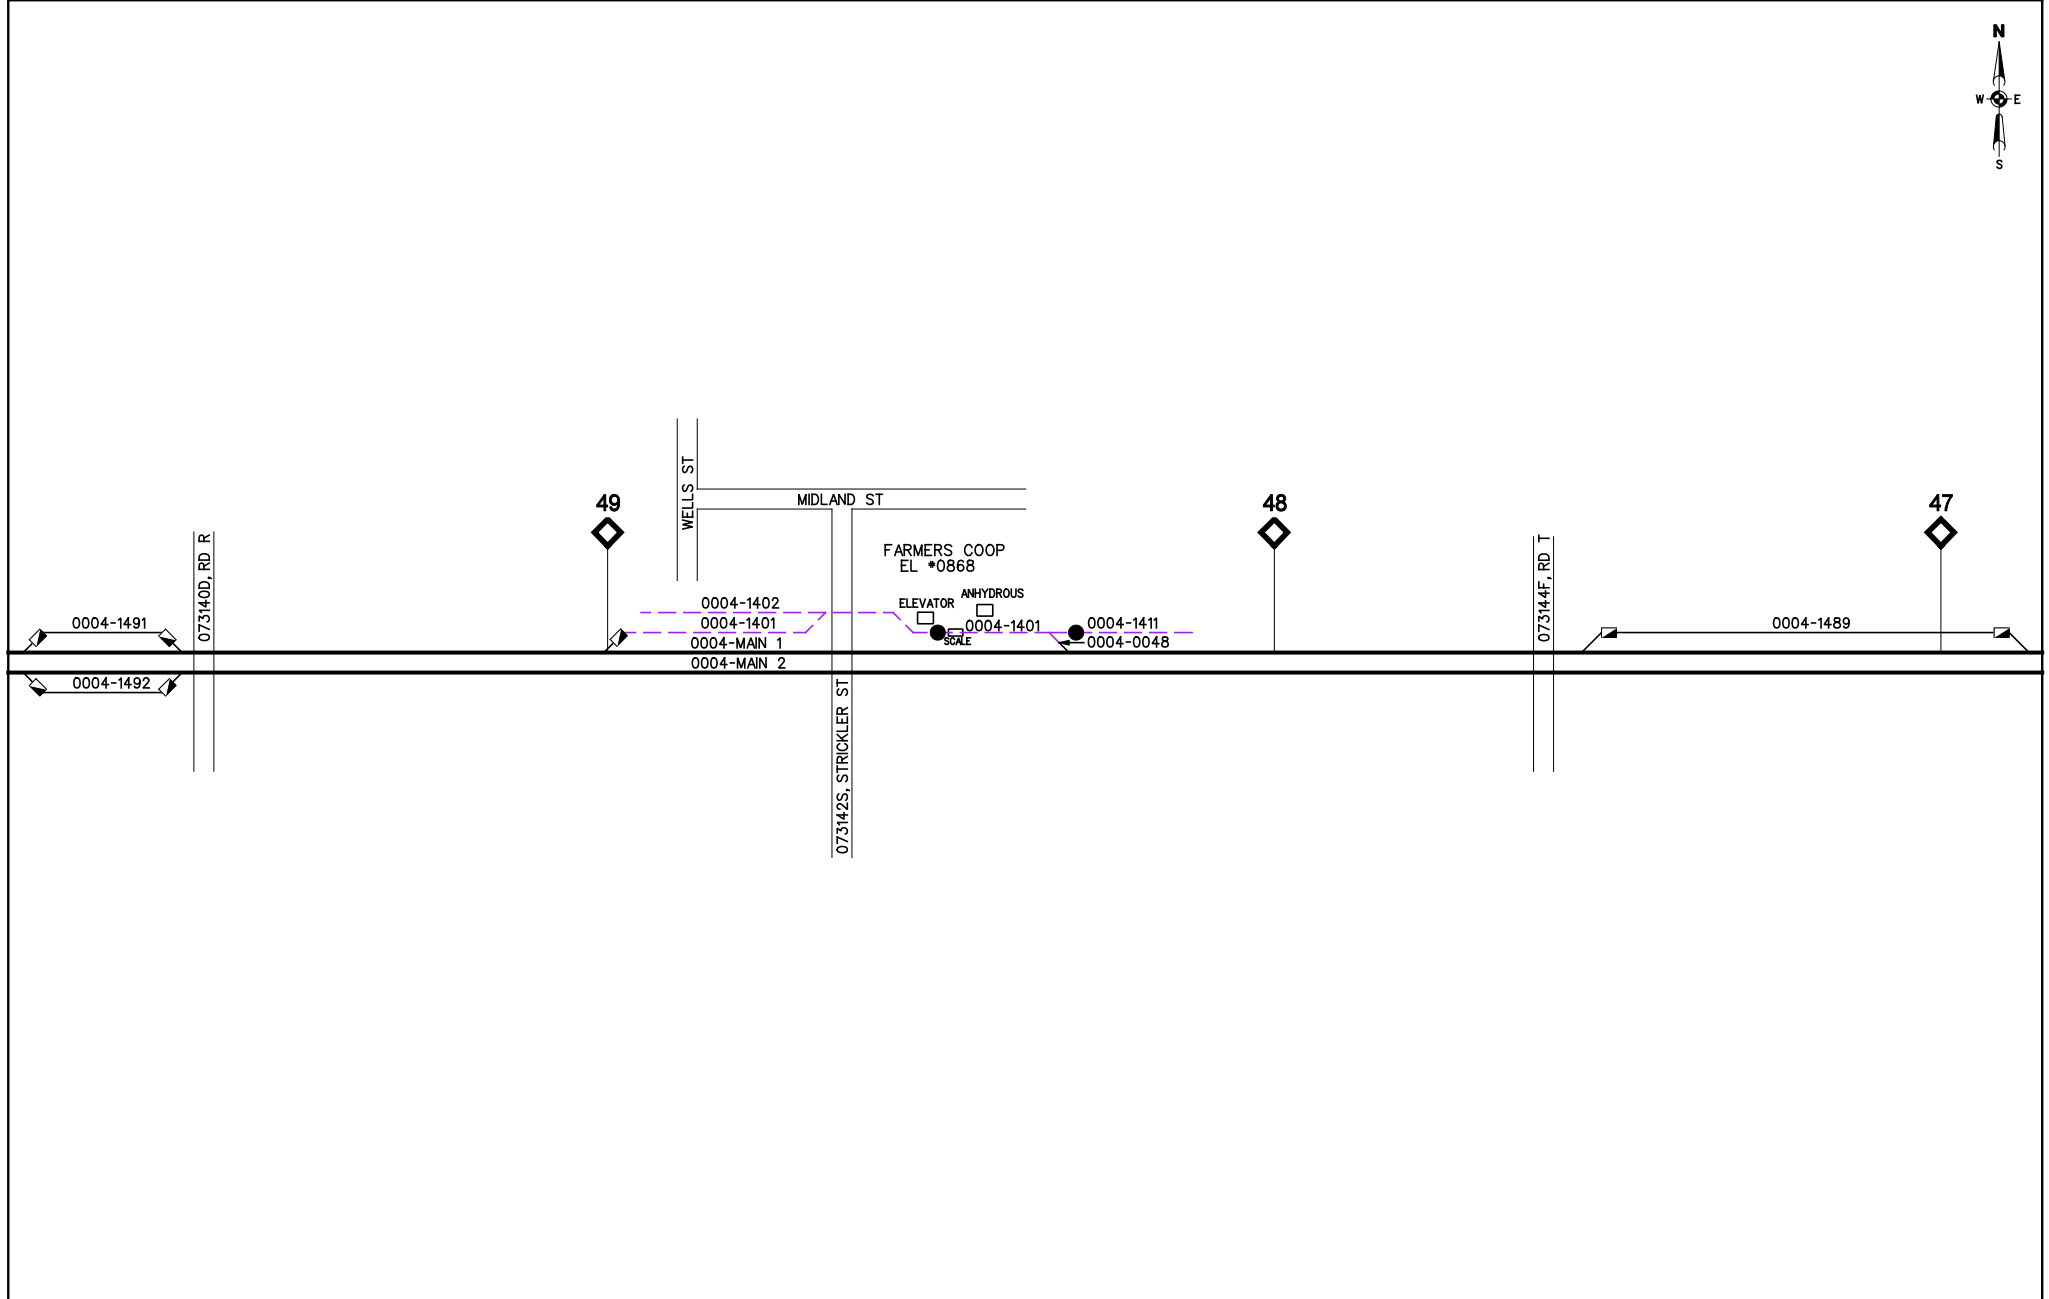 N
W E
S
49
48
47
WELLS ST
MIDLAND ST
073140D, RD R
073144F, RD T
FARMERS COOP
EL *0868
ELEVATOR
ANHYDROUS
0004-1402
0004-1491
0004-1401
0004-1401
0004-1411
0004-1489
SCALE
0004-0048
0004-MAIN 1
0004-MAIN 2
0004-1492
073142S, STRICKLER ST